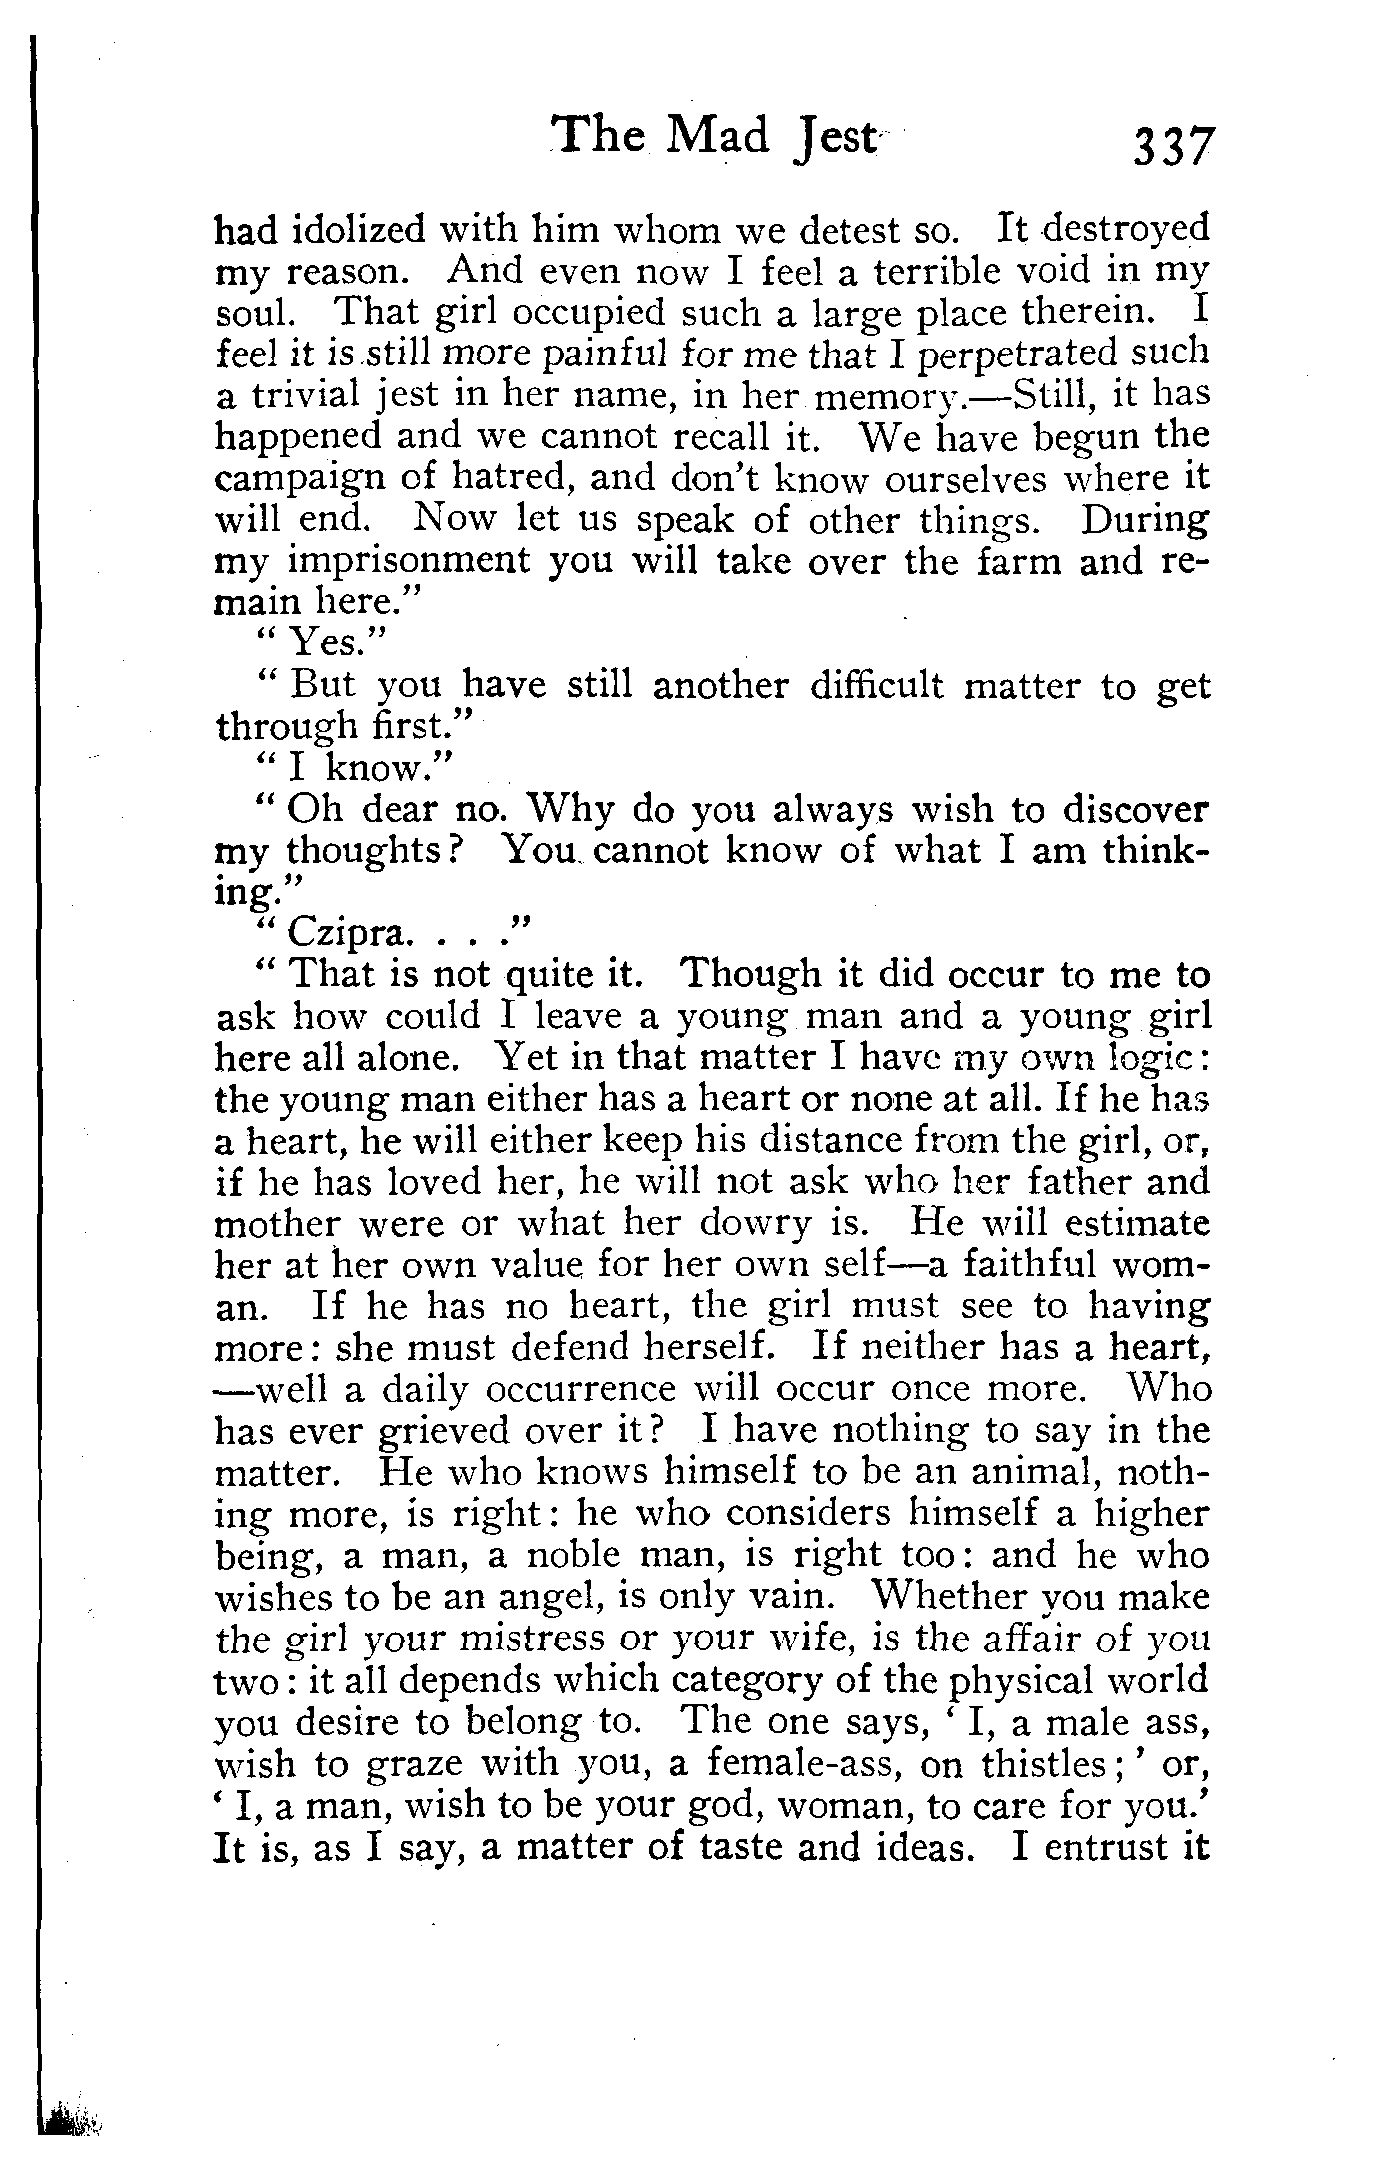 The Mad Jest 337
had idolized with him whom we detest so. It destroyed
my reason. And even now I feel a terrible void in my
soul. That girl occupied such a large place therein. I
feel it is still more painful for me that I perpetrated such
a trivial jest in her name, in her memory.—Still, it has
happened and we cannot recall it. We have begun the
campaign of hatred, and don't know ourselves where it
will end. Now let us speak of other things. During
my imprisonment you will take over the farm and re-
main here."
" Yes."
" But you have still another difficult matter to get
through first."
" I know."
" Oh dear no. Why do you always wish to discover
my thoughts? You cannot know of what I am think-
ing."
" Czipra. . . ."
" That is not quite it. Though it did occur to me to
ask how could I leave a young man and a young girl
here all alone. Yet in that matter I have my own logic:
the young man either has a heart or none at all. If he has
a heart, he will either keep his distance from the girl, or,
if he has loved her, he will not ask who her father and
mother were or what her dowry is. He will estimate
her at her own value for her own self—a faithful wom-
an. If he has no heart, the girl must see to having
more: she must defend herself. If neither has a heart,
—well a daily occurrence will occur once more. Who
has ever grieved over it? I have nothing to say in the
matter. He who knows himself to be an animal, noth-
ing more, is right: he who considers himself a higher
being, a man, a noble man, is right too: and he who
wishes to be an angel, is only vain. Whether you make
the girl your mistress or your wife, is the affair of you
two: it all depends which category of the physical world
you desire to belong to. The one says, ' I, a male ass,
wish to graze with you, a female-ass, on thistles; ' or,
' I, a man, wish to be your god, woman, to care for you.'
It is, as I say, a matter of taste and ideas. I entrust it